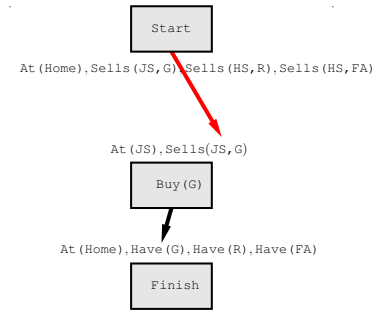 Start
At(Home),Sells(JS,G),Sells(HS,R),Sells(HS,FA)
At(JS),Sells(JS,G)
Buy(G)
At(Home),Have(G),Have(R),Have(FA)
Finish